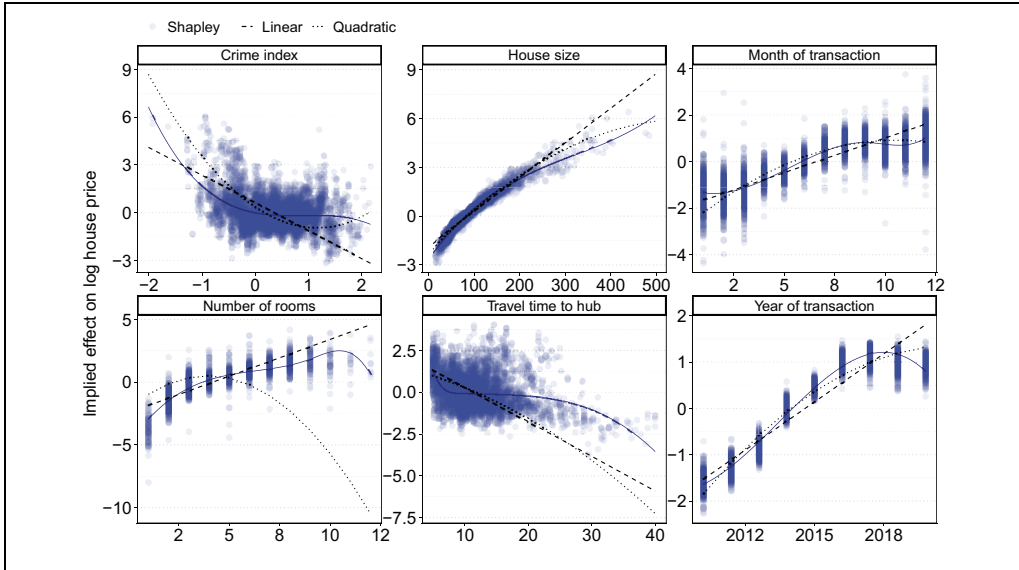 Shapley Linear Quadratic
Crime index
House size
Month of transaction
9
6
3
0
−3
−2 −1 0 1 2
9
6
3
0
−3
0 100 200 300 400 500
4
2
0
−2
−4
2 5 8 10 12
Implied effect on log house price
Number of rooms
Travel time to hub
Year of transaction
5
0
−5
−10
2 5 8 10 12
2.5
0.0
−2.5
−5.0
−7.5
10 20 30 40
2
1
0
−1
−2
2012 2015 2018